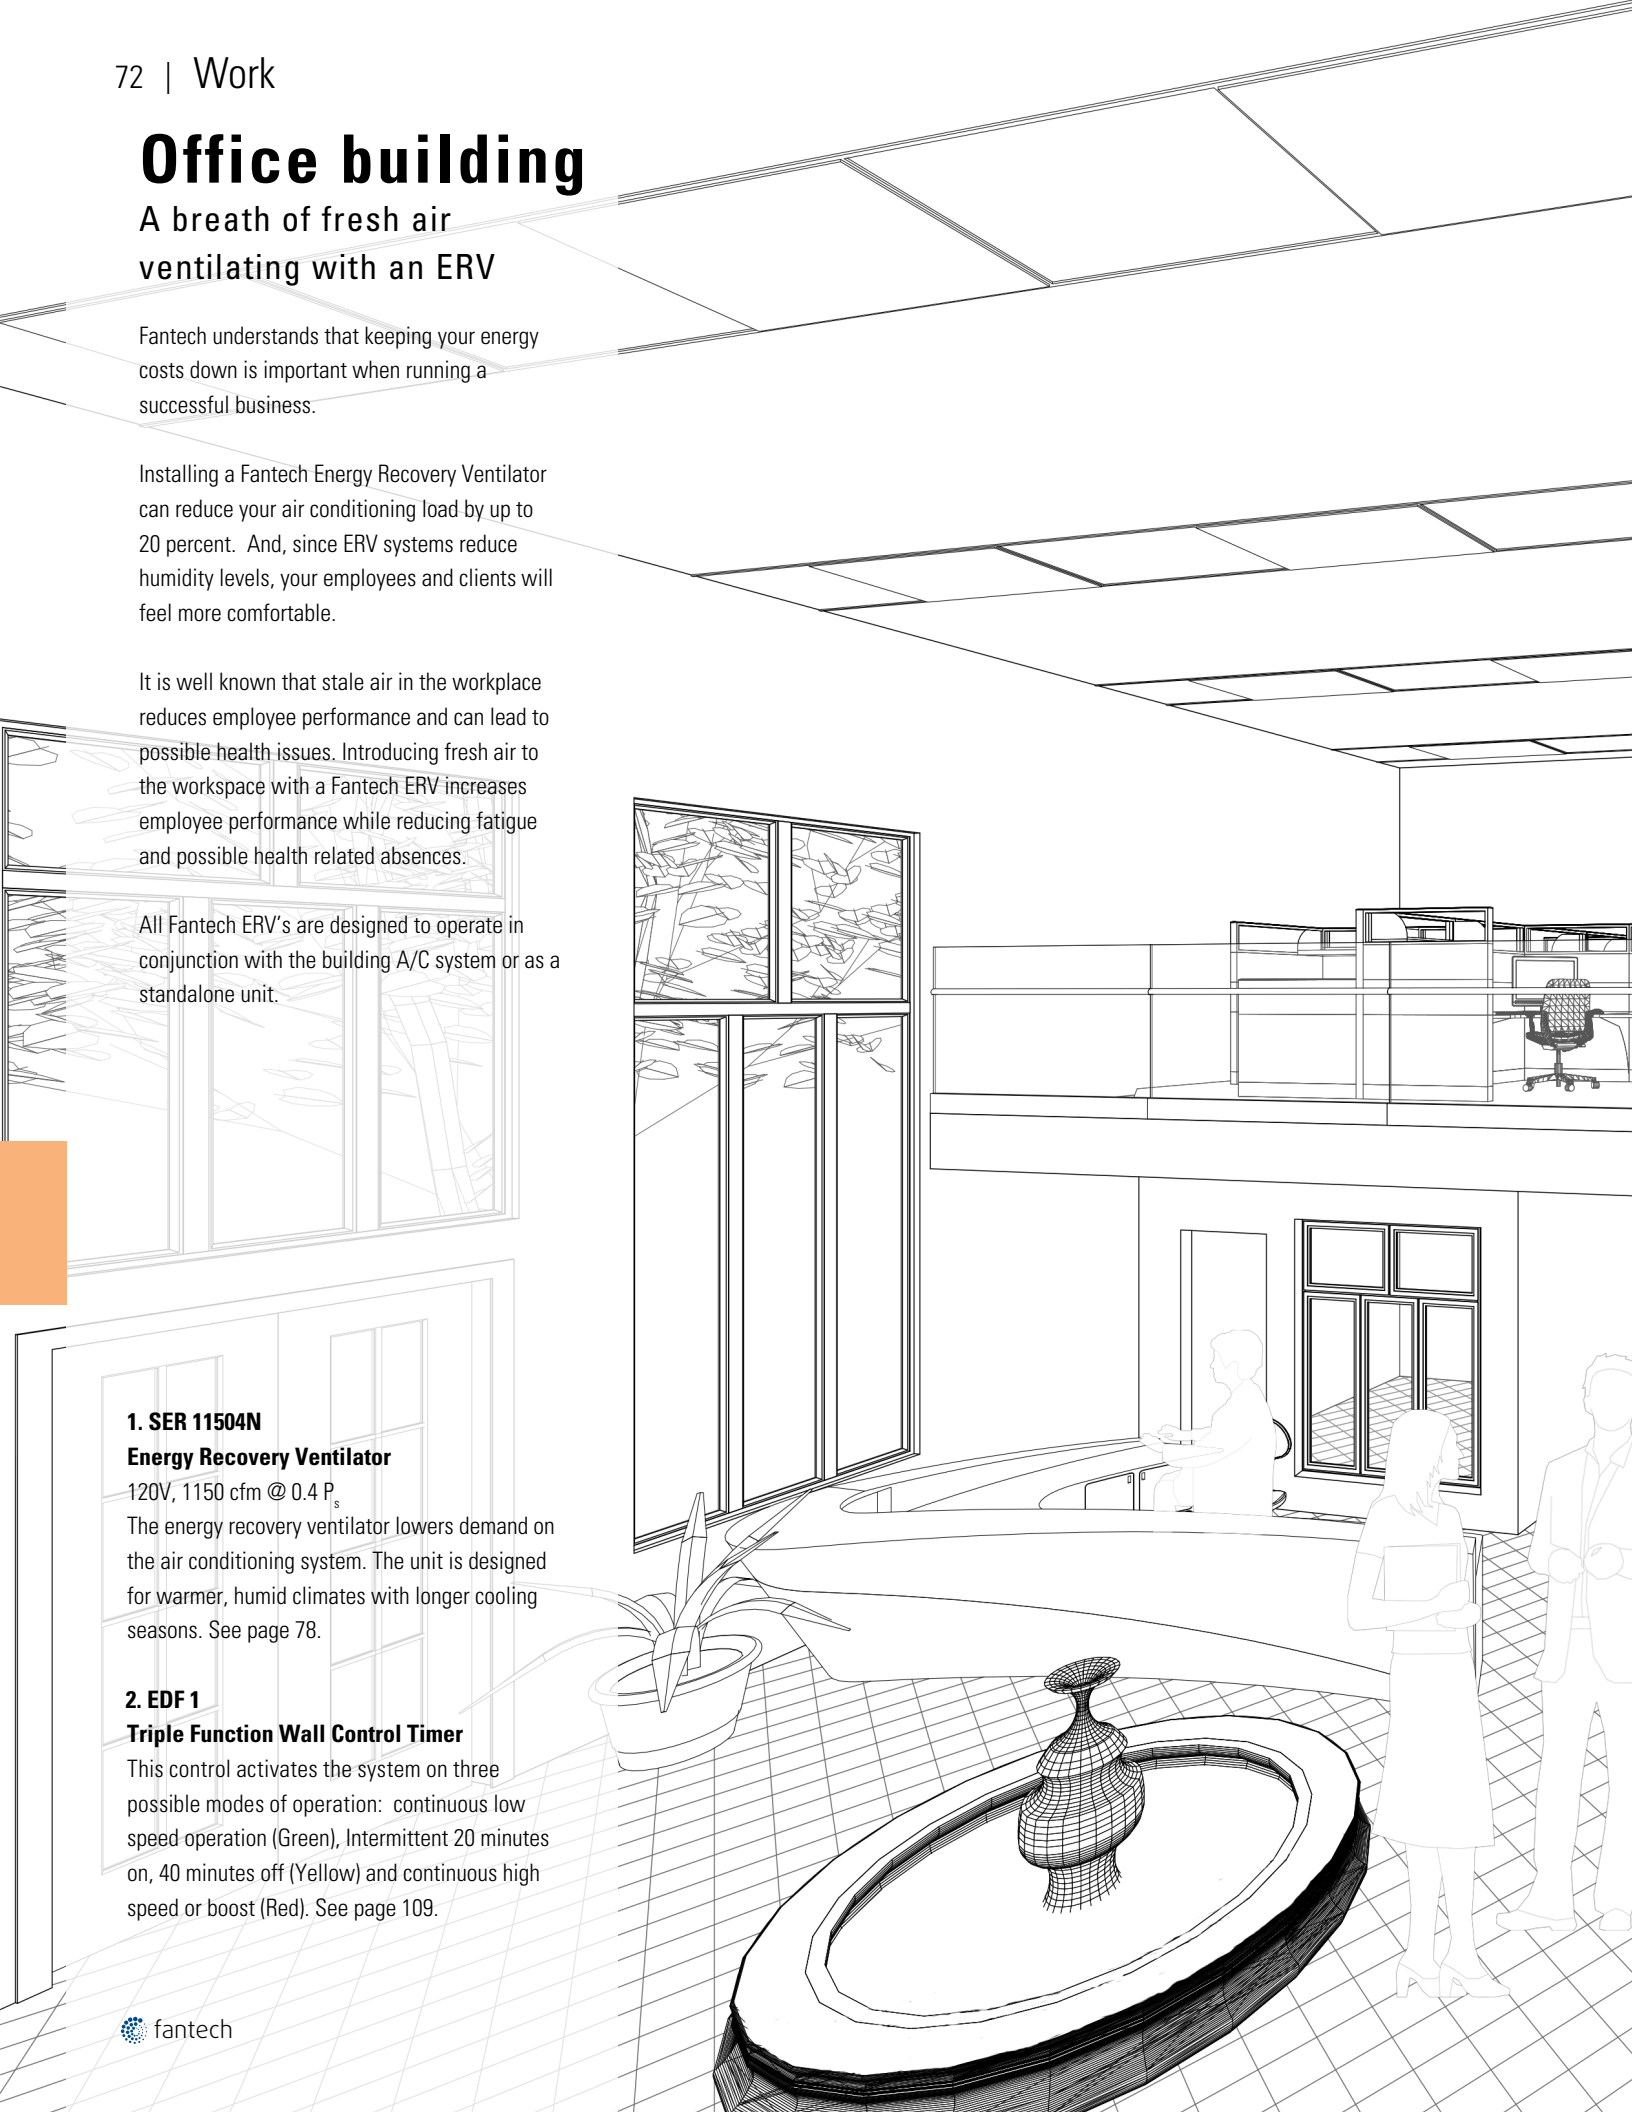 72 | Work
Office building
A breath of fresh air
ventilating with an ERV
Fantech understands that keeping your energy
costs down is important when running a
successful business.
Installing a Fantech Energy Recovery Ventilator
can reduce your air conditioning load by up to
20 percent.  And, since ERV systems reduce
humidity levels, your employees and clients will
feel more comfortable.
It is well known that stale air in the workplace
reduces employee performance and can lead to
possible health issues. Introducing fresh air to
the workspace with a Fantech ERV increases
employee performance while reducing fatigue
and possible health related absences.
All Fantech ERV's are designed to operate in
conjunction with the building A/C system or as a
standalone unit.
1. SER 11504N
Energy Recovery Ventilator
120V, 1150 cfm @ 0.4 Ps
The energy recovery ventilator lowers demand on
the air conditioning system. The unit is designed
for warmer, humid climates with longer cooling
seasons. See page 78.
2. EDF 1
Triple Function Wall Control Timer
This control activates the system on three
possible modes of operation:  continuous low
speed operation (Green), Intermittent 20 minutes
on, 40 minutes off (Yellow) and continuous high
speed or boost (Red). See page 109.
fantech